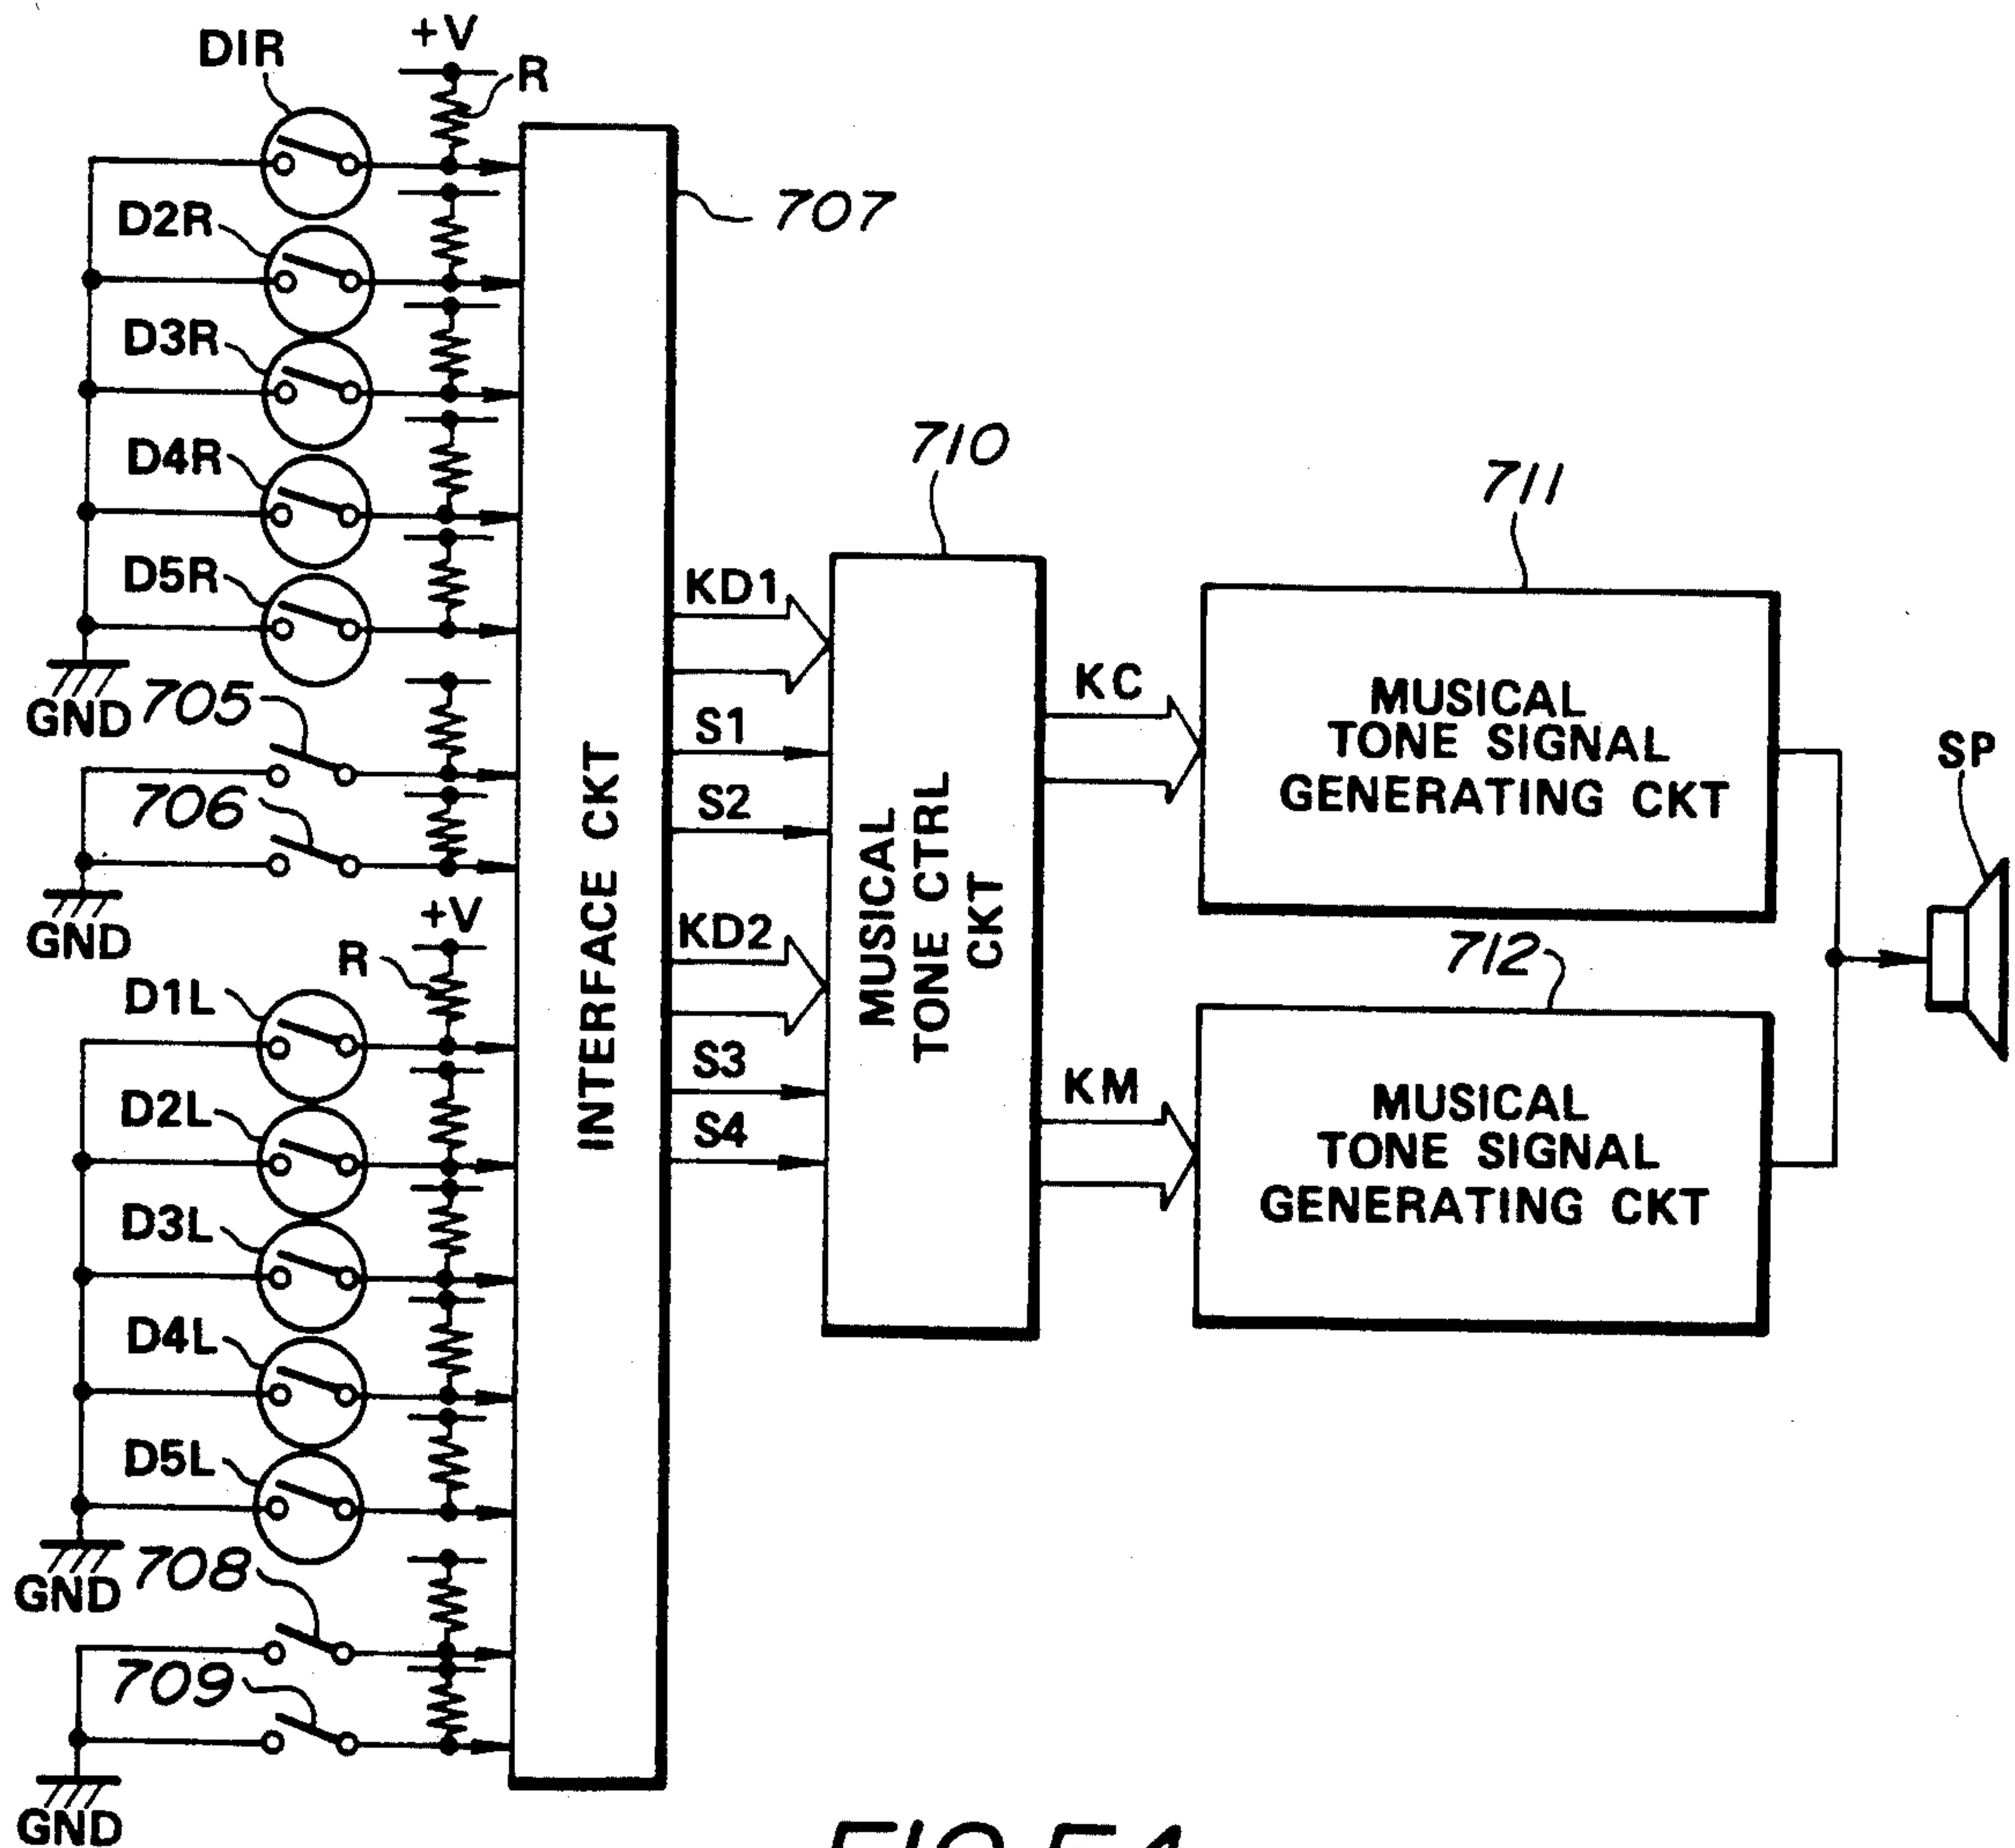 +V
DIR
R
D2R
707
D3R
D4R
710
711
D5R
KD1
GND
705
S1
KC
MUSICAL
TONE SIGNAL
GENERATING CKT
SP
706
S2
INTERFACE CKT
MUSICAL
TONE CTRL
CKT
GND
+V
R
KD2
712
D1L
S3
KM
MUSICAL
TONE SIGNAL
GENERATING CKT
D2L
S4
D3L
D4L
D5L
GND
708
709
GND